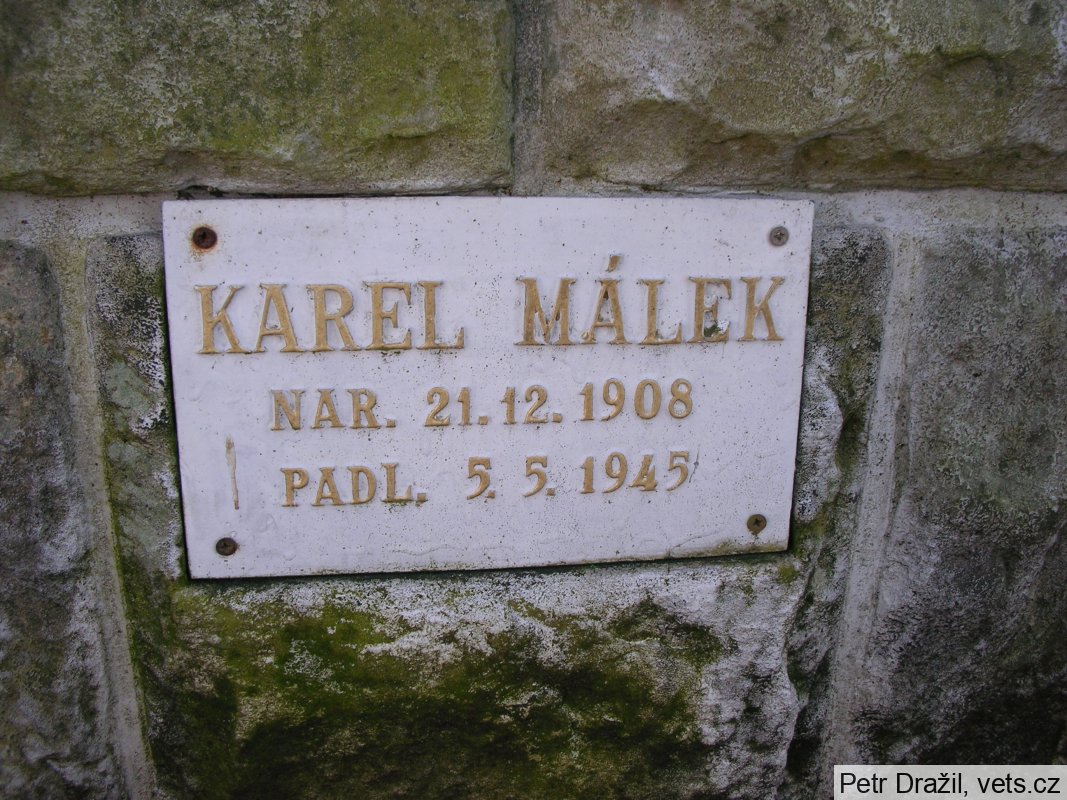 KAREL MÁLEK
NAR. 21.12.1908
PADL. 5.5.1945
Petr Dražil, vets.cz